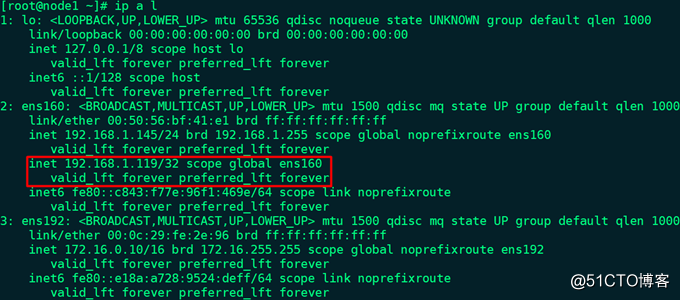 [root@node1 ~]# ip a l
1: lo: <LOOPBACK,UP,LOWER_UP> mtu 65536 qdisc noqueue state UNKNOWN group default qlen 1000
link/loopback 00:00:00:00:00:00 brd 00:00:00:00:00:00
inet 127.0.0.1/8 scope host lo
valid_lft forever preferred_lft forever
inet6 ::1/128 scope host
valid_lft forever preferred_lft forever
2: ens160: <BROADCAST,MULTICAST,UP,LOWER_UP> mtu 1500 qdisc mq state UP group default qlen 1000
link/ether 00:50:56:bf:41:e1 brd ff:ff:ff:ff:ff:ff
inet 192.168.1.145/24 brd 192.168.1.255 scope global noprefixroute ens160
valid_lft forever preferred_lft forever
inet 192.168.1.119/32 scope global ens160
valid_lft forever preferred_lft forever
inet6 fe80::c843:f77e:96f1:469e/64 scope link noprefixroute
valid_lft forever preferred_lft forever
3: ens192: <BROADCAST,MULTICAST,UP,LOWER_UP> mtu 1500 qdisc mq state UP group default qlen 1000
link/ether 00:0c:29:fe:2e:96 brd ff:ff:ff:ff:ff:ff
inet 172.16.0.10/16 brd 172.16.255.255 scope global noprefixroute ens192
valid_lft forever preferred_lft forever
inet6 fe80::e18a:a728:9524:deff/64 scope link noprefixroute
valid_lft forever preferred_lft forever
@51CTO博客